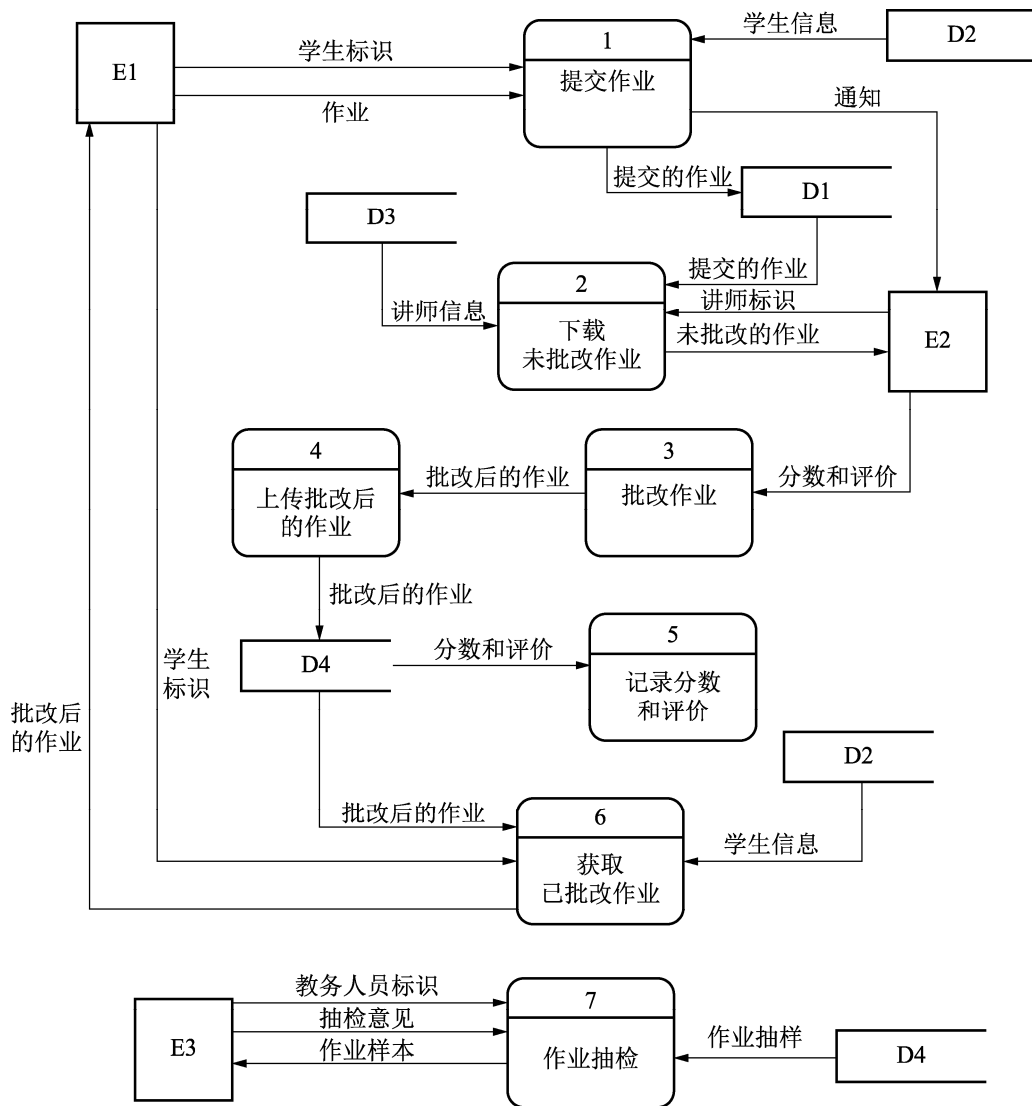 E1
学生标识
作业
1
提交作业
学生信息
D2
通知
提交的作业
D1
D3
讲师信息
2
下载
未批改作业
提交的作业
讲师标识
未批改的作业
E2
4
上传批改后
的作业
批改后的作业
3
批改作业
分数和评价
批改后的作业
D4
分数和评价
5
记录分数
和评价
学生
标识
批改后
的作业
D2
批改后的作业
6
获取
已批改作业
学生信息
E3
教务人员标识
抽检意见
作业样本
7
作业抽检
作业抽样
D4